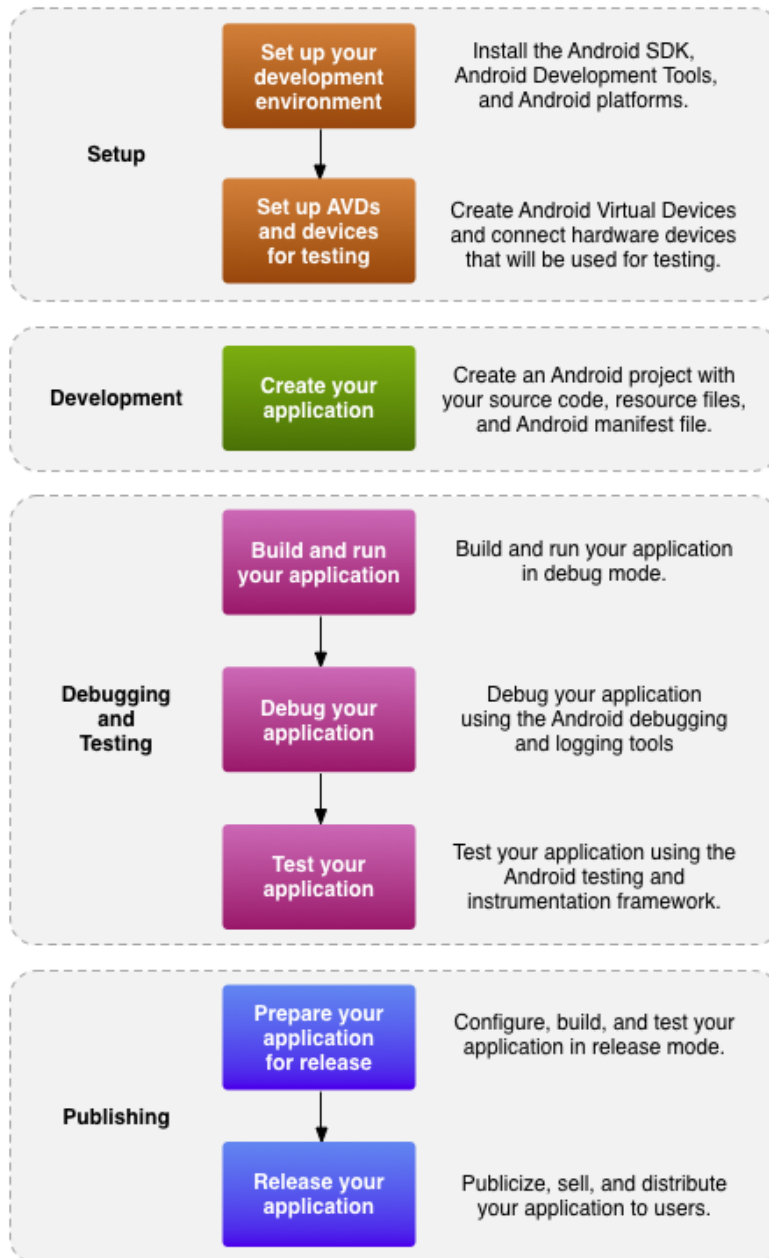 Set up your
development
environment
Install the Android SDK,
Android Development Tools,
and Android platforms.
Setup
Set up AVDs
and devices
for testing
Create Android Virtual Devices
and connect hardware devices
that will be used for testing.
Development
Create your
application
Create an Android project with
your source code, resource files,
and Android manifest file.
Build and run
your application
Build and run your application
in debug mode.
Debugging
and
Testing
Debug your
application
Debug your application
using the Android debugging
and logging tools
Test your
application
Test your application using the
Android testing and
instrumentation framework.
Prepare your
application
for release
Configure, build, and test your
application in release mode.
Publishing
Release your
application
Publicize, sell, and distribute
your application to users.